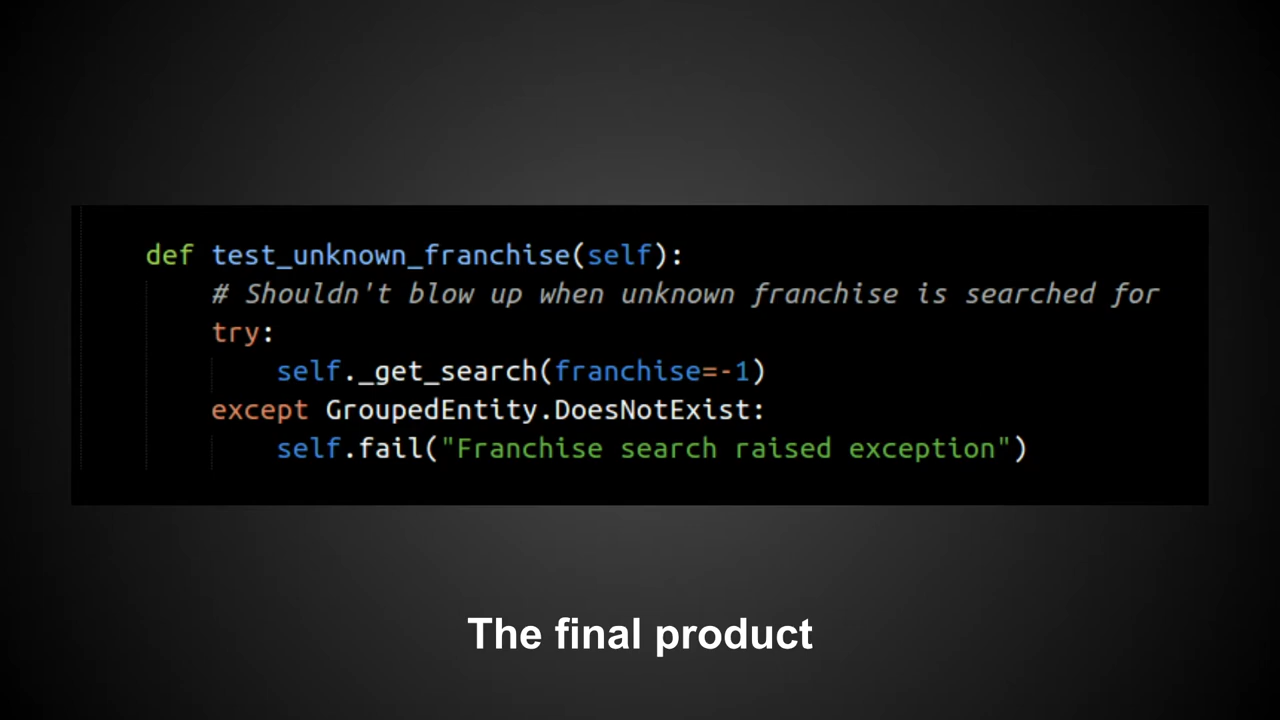 def test_unknown_franchise(self):
# Shouldn't blow up when unknown franchise is searched for
try:
self._get_search(franchise=-1)
except GroupedEntity.DoesNotExist:
self.fail("Franchise search raised exception")
The final product